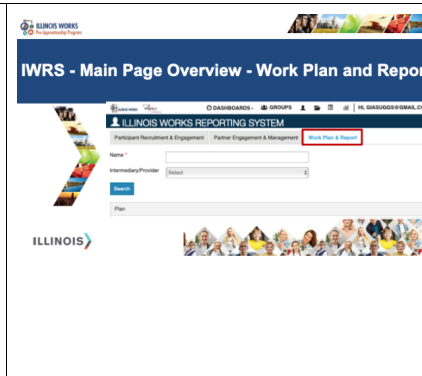 ILLINOIS WORKS
Pre-Apprenticeship Program
IWRS - Main Page Overview - Work Plan and Repor
DASHBOARDS - GROUPS HI, GIASUGGS@GMAIL.CO
ILLINOIS WORKS REPORTING SYSTEM
Participant Recruitment & Engagement Partner Engagement & Management Work Plan & Report
Name *
Intermediary/Provider Select
Search
Plan
ILLINOIS